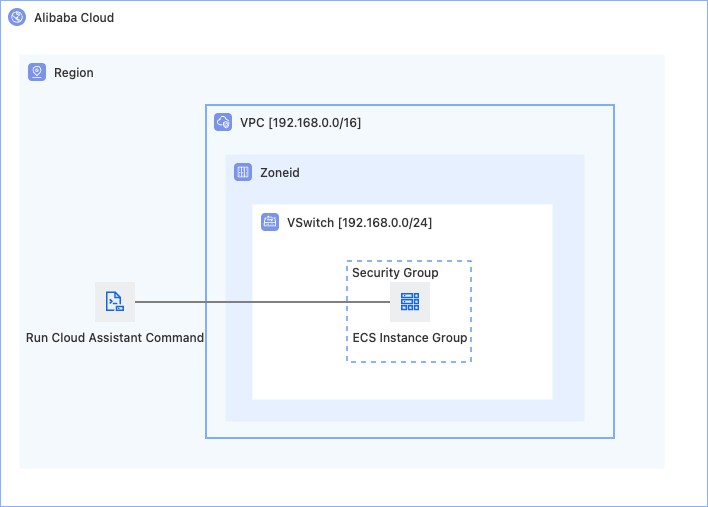 Alibaba Cloud
Region
VPC [192.168.0.0/16]
Zoneid
VSwitch [192.168.0.0/24]
Security Group
Run Cloud Assistant Command
ECS Instance Group